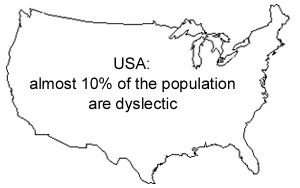 USA:
almost 10% of the population
are dyslectic